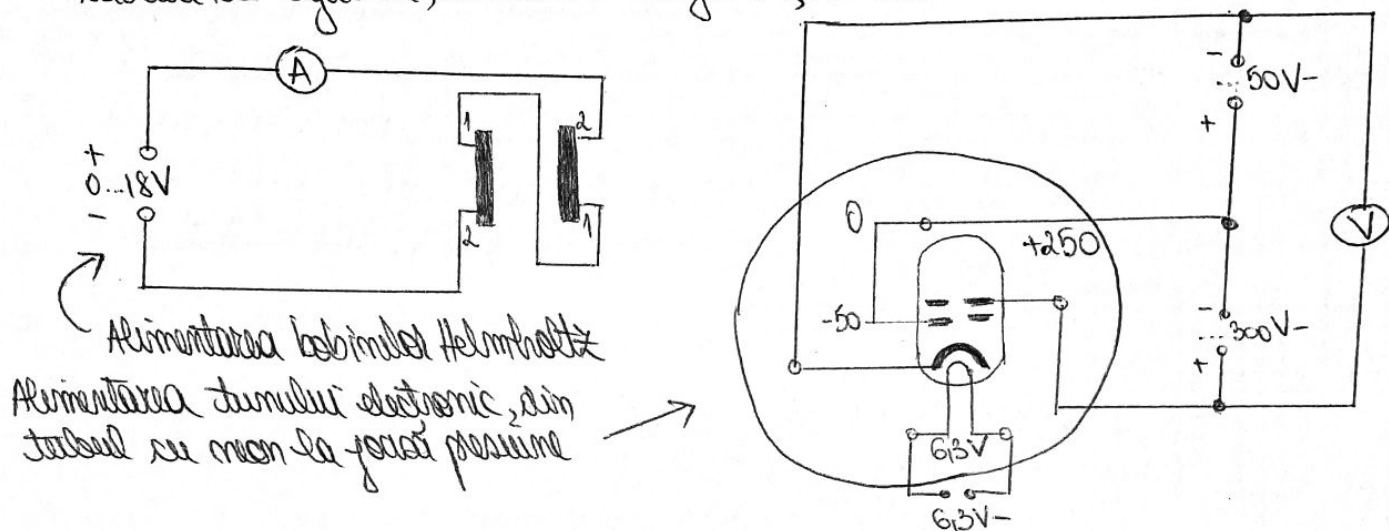 A
+
0...18V
-
1
2
2
1
Alimentarea bobinelor Helmholtz
Alimentarea tunului electronic, din
tubul cu neon la joasă presiune
0
+250
-50
6,3V
6,3V-
-
50V-
+
V
-
300V-
+